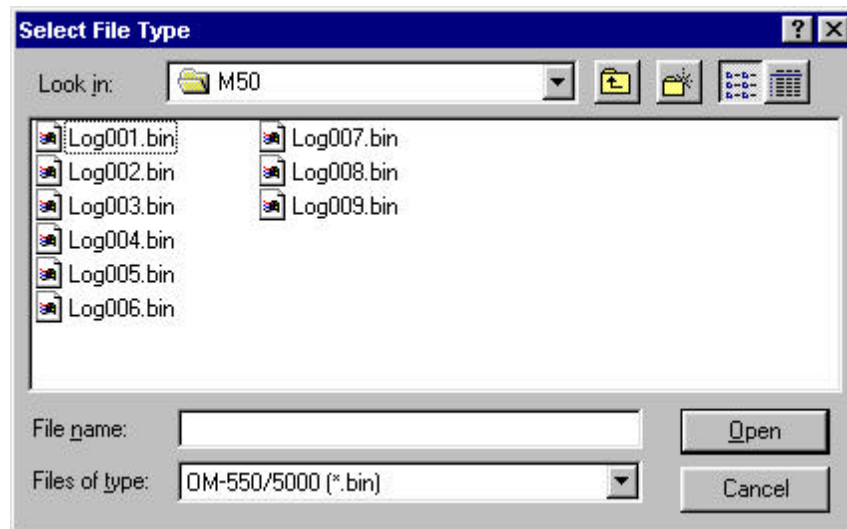 Select File Type
Look in: M50
Log001.bin
Log002.bin
Log003.bin
Log004.bin
Log005.bin
Log006.bin
Log007.bin
Log008.bin
Log009.bin
File name:
Open
Files of type: OM-550/5000 (*.bin)
Cancel